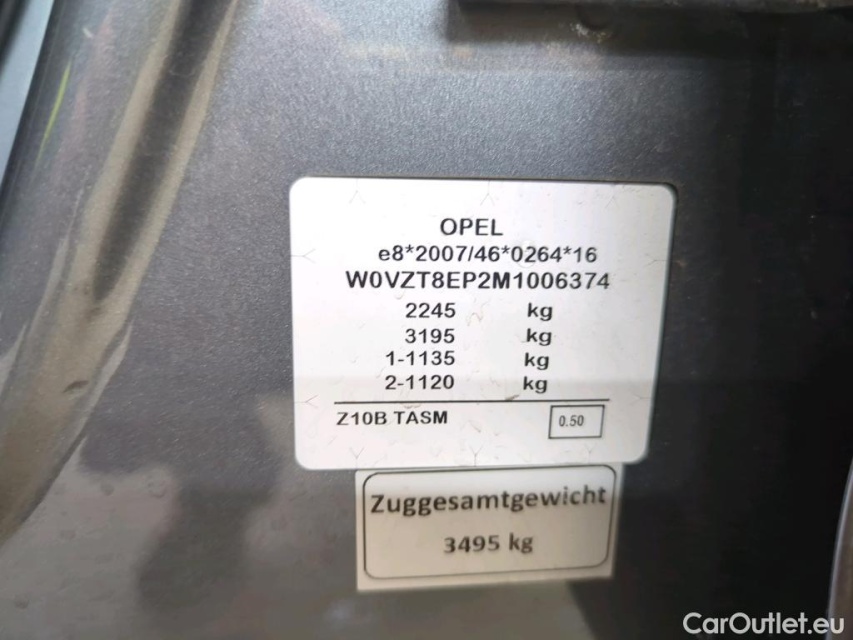 OPEL
e8*2007/46*0264*16
W0VZT8EP2M1006374
2245 kg
3195 kg
1-1135 kg
2-1120 kg
Z10B TASM 0.50
Zuggesamtgewicht
3495 kg
CarOutlet.eu